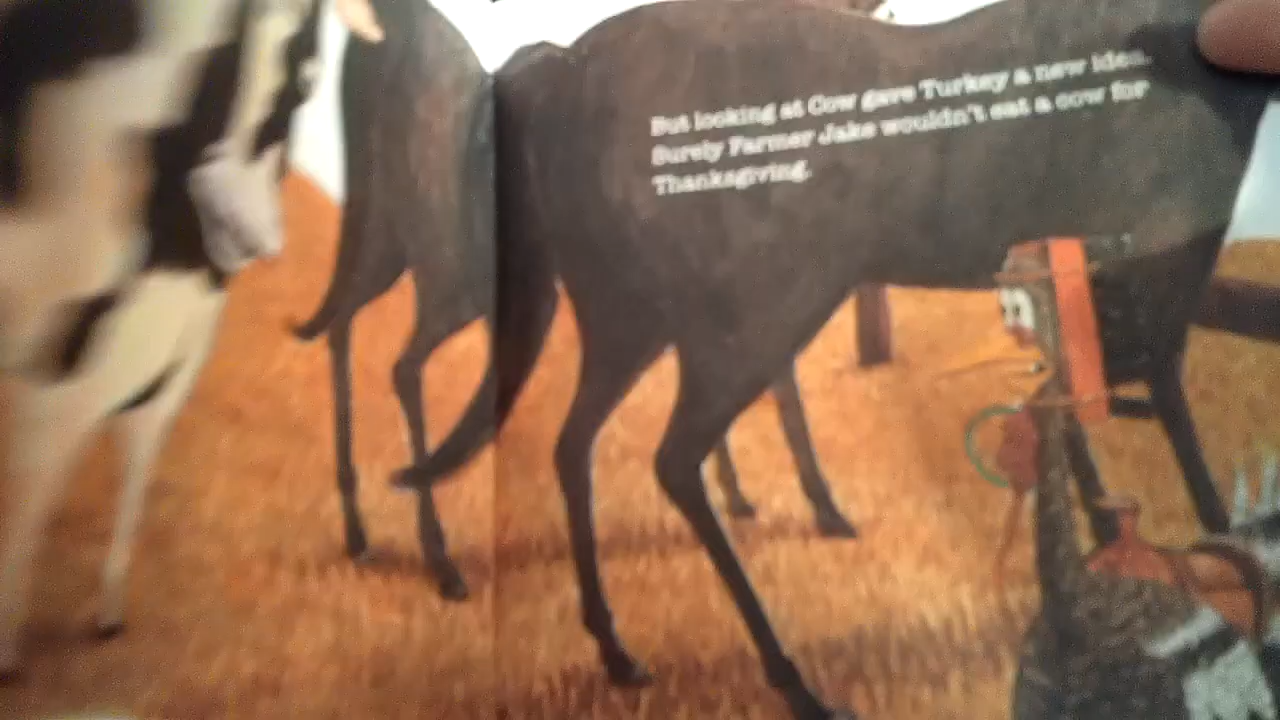 But looking at Cow gave Turkey a new idea.
Surely Farmer Jake wouldn't eat a cow for
Thanksgiving.